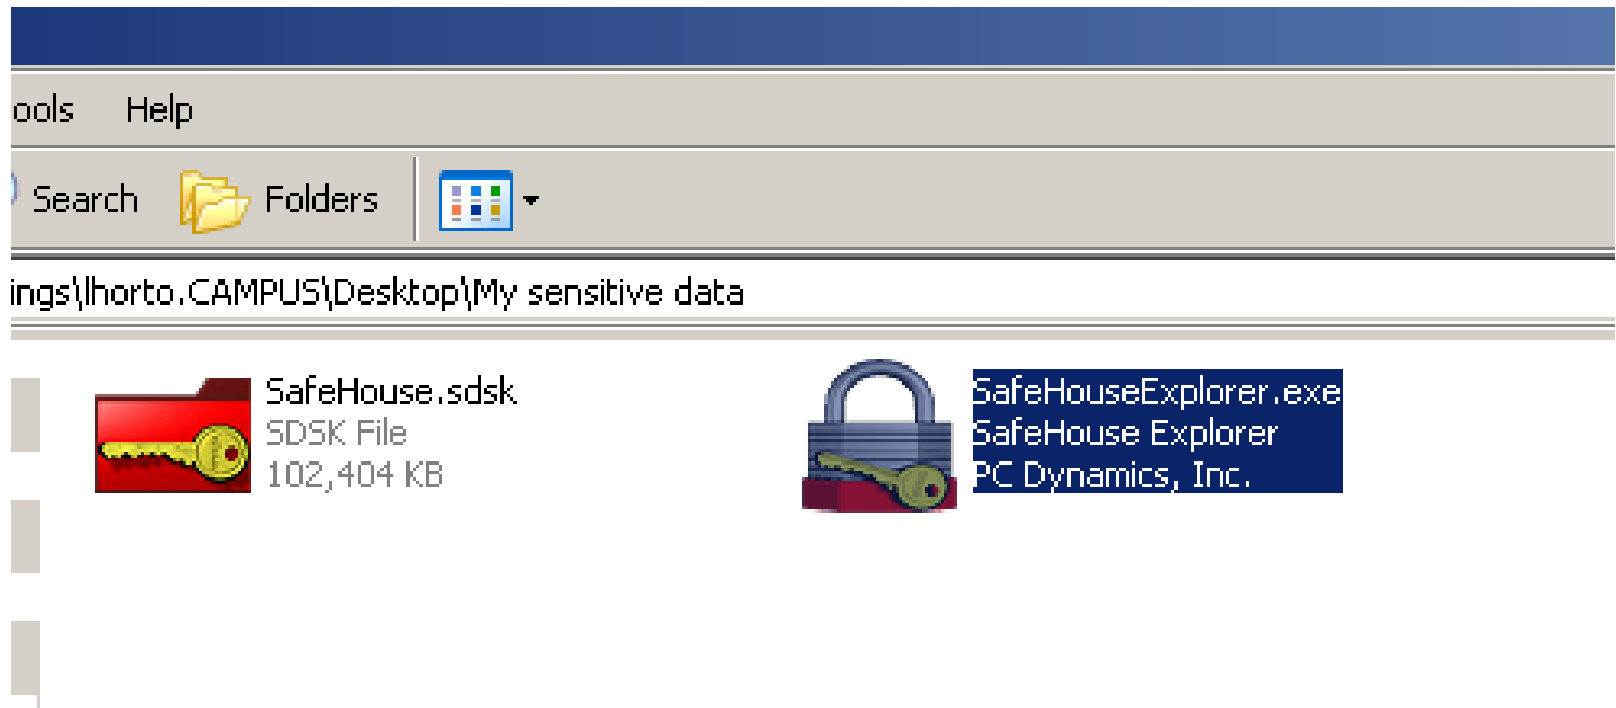 ools Help
Search Folders
ings\lhorto.CAMPUS\Desktop\My sensitive data
SafeHouse.sdsk
SDSK File
102,404 KB
SafeHouseExplorer.exe
SafeHouse Explorer
PC Dynamics, Inc.